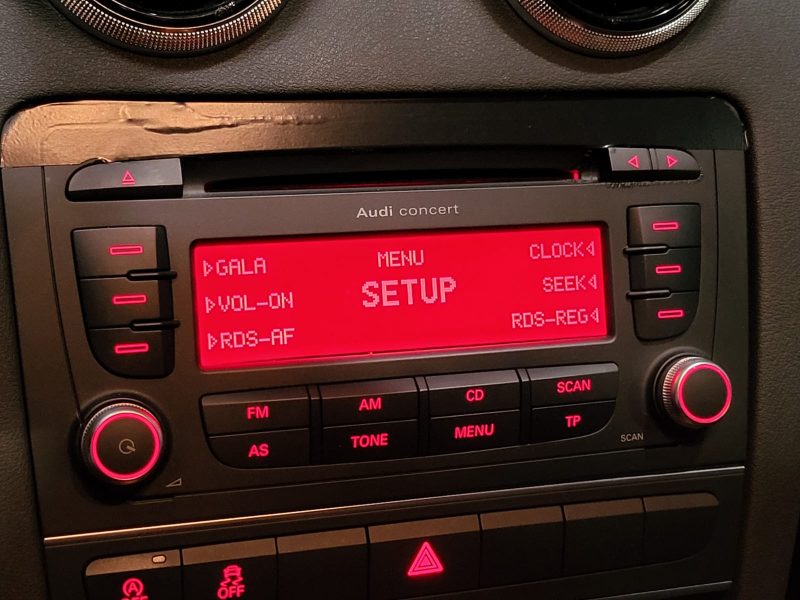 Audi concert
GALA MENU CLOCK
VOL-ON SETUP SEEK
RDS-AF RDS-REG
FM AM CD SCAN
AS TONE MENU TP
SCAN
A OFF
OFF